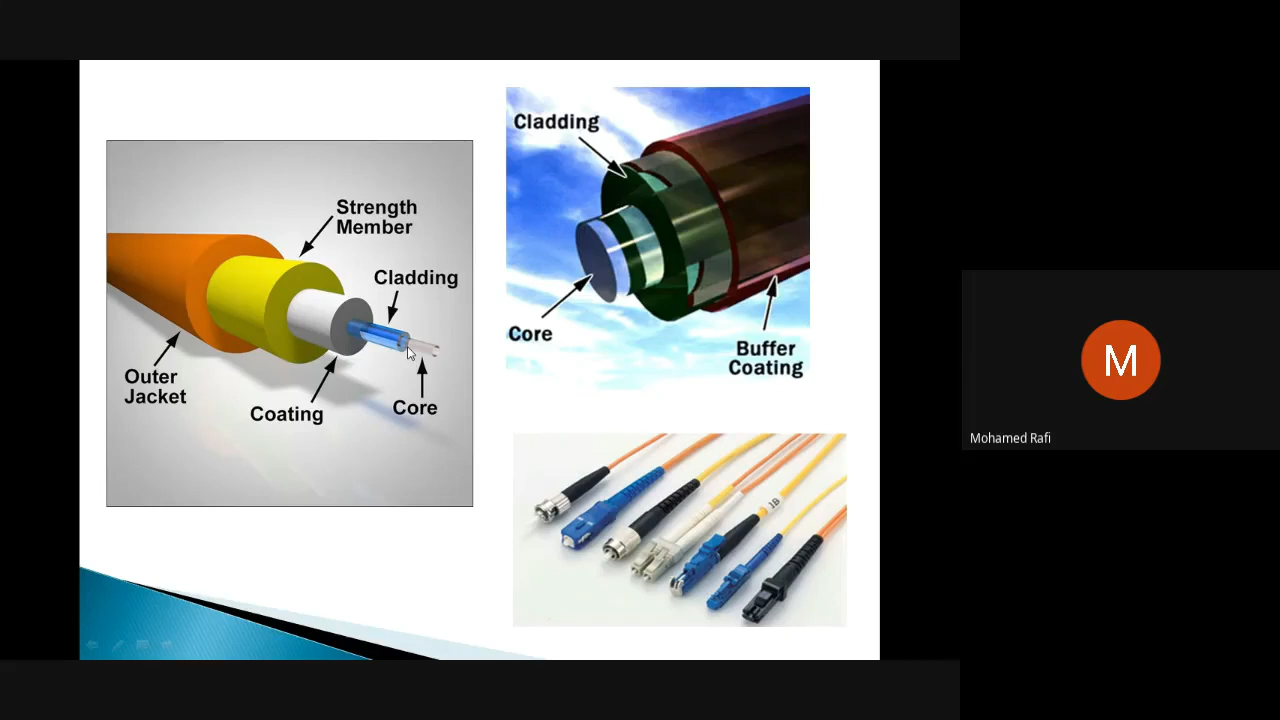 Strength
Member
Cladding
Outer
Jacket
Coating
Core
Cladding
Core
Buffer
Coating
M
Mohamed Rafi